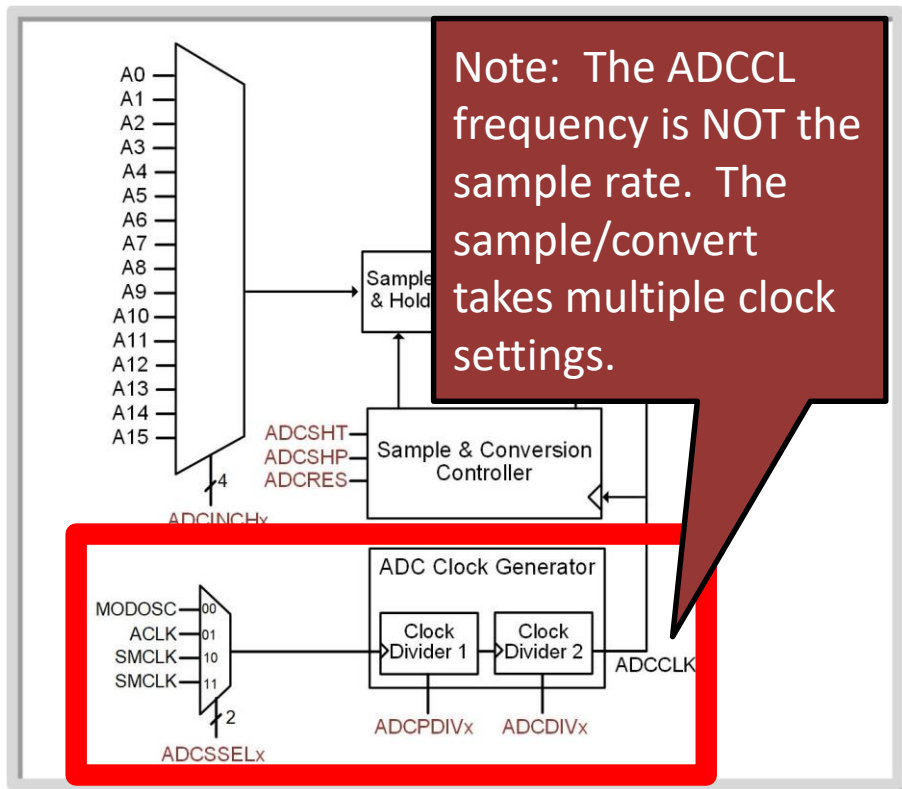 Note: The ADCCL
frequency is NOT the
sample rate. The
sample/convert
takes multiple clock
settings.
A0
A1
A2
A3
A4
A5
A6
A7
A8
A9
A10
A11
A12
A13
A14
A15
4
ADCINCHx
Sample
& Hold
ADCSHT
ADCSHP
ADCRES
Sample & Conversion
Controller
ADC Clock Generator
MODOSC 00
ACLK 01
SMCLK 10
SMCLK 11
2
ADCSSELx
Clock
Divider 1
Clock
Divider 2
ADCCLK
ADCPDIVx
ADCDIVx